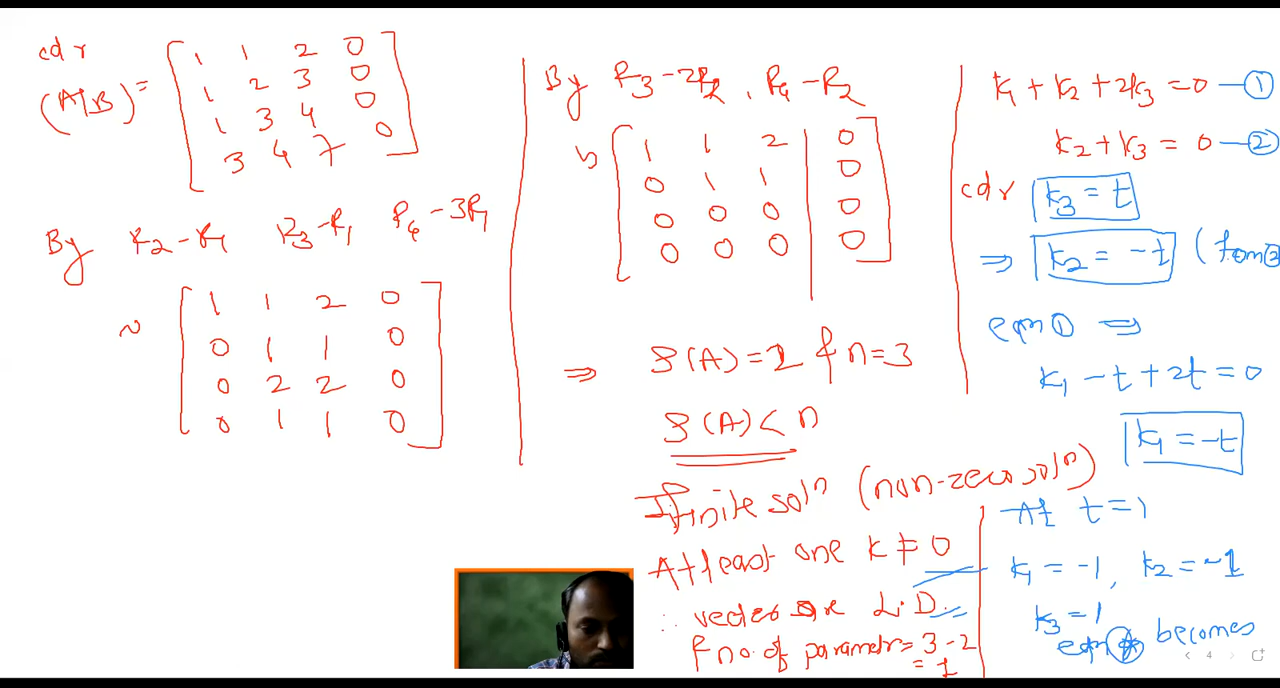 cdr
(A|B) = [ 1 1 2 0
1 2 3 0
1 3 4 0
3 4 7 0 ]
By R2-R1 R3-R1 R4-3R1
~ [ 1 1 2 0
0 1 1 0
0 2 2 0
0 1 1 0 ]
By R3-2R2, R4-R2
~ [ 1 1 2 | 0
0 1 1 | 0
0 0 0 | 0
0 0 0 | 0 ]
⇒ ρ(A) = 2 & n=3
ρ(A) < n
Infinite solⁿ (non-zero solⁿ)
Atleast one k ≠ 0
∴ vector are L.D.
& no. of parameter = 3-2
= 1
k1 + k2 + 2k3 = 0 — ①
k2 + k3 = 0 — ②
cdr k3 = t
⇒ k2 = -t (from ②
eqn ① ⇒
k1 - t + 2t = 0
k1 = -t
At t = 1
k1 = -1, k2 = -1
k3 = 1
eqn * becomes
4